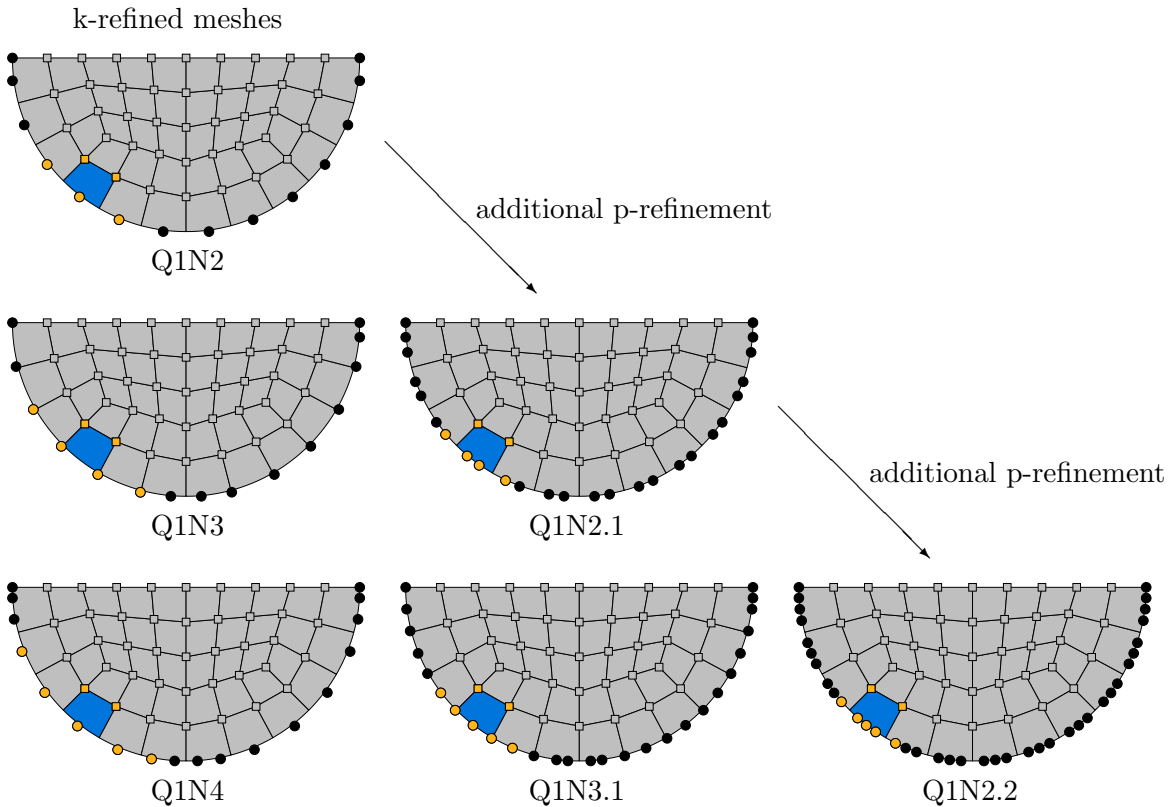 k-refined meshes
additional p-refinement
Q1N2
additional p-refinement
Q1N3
Q1N2.1
Q1N4
Q1N3.1
Q1N2.2